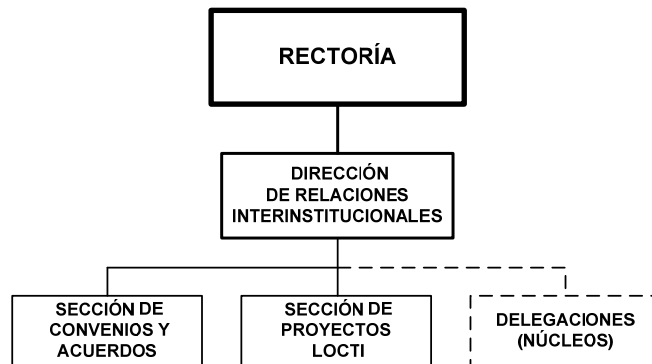 RECTORÍA
DIRECCIÓN
DE RELACIONES
INTERINSTITUCIONALES
SECCIÓN DE
CONVENIOS Y
ACUERDOS
SECCIÓN DE
PROYECTOS
LOCTI
DELEGACIONES
(NÚCLEOS)